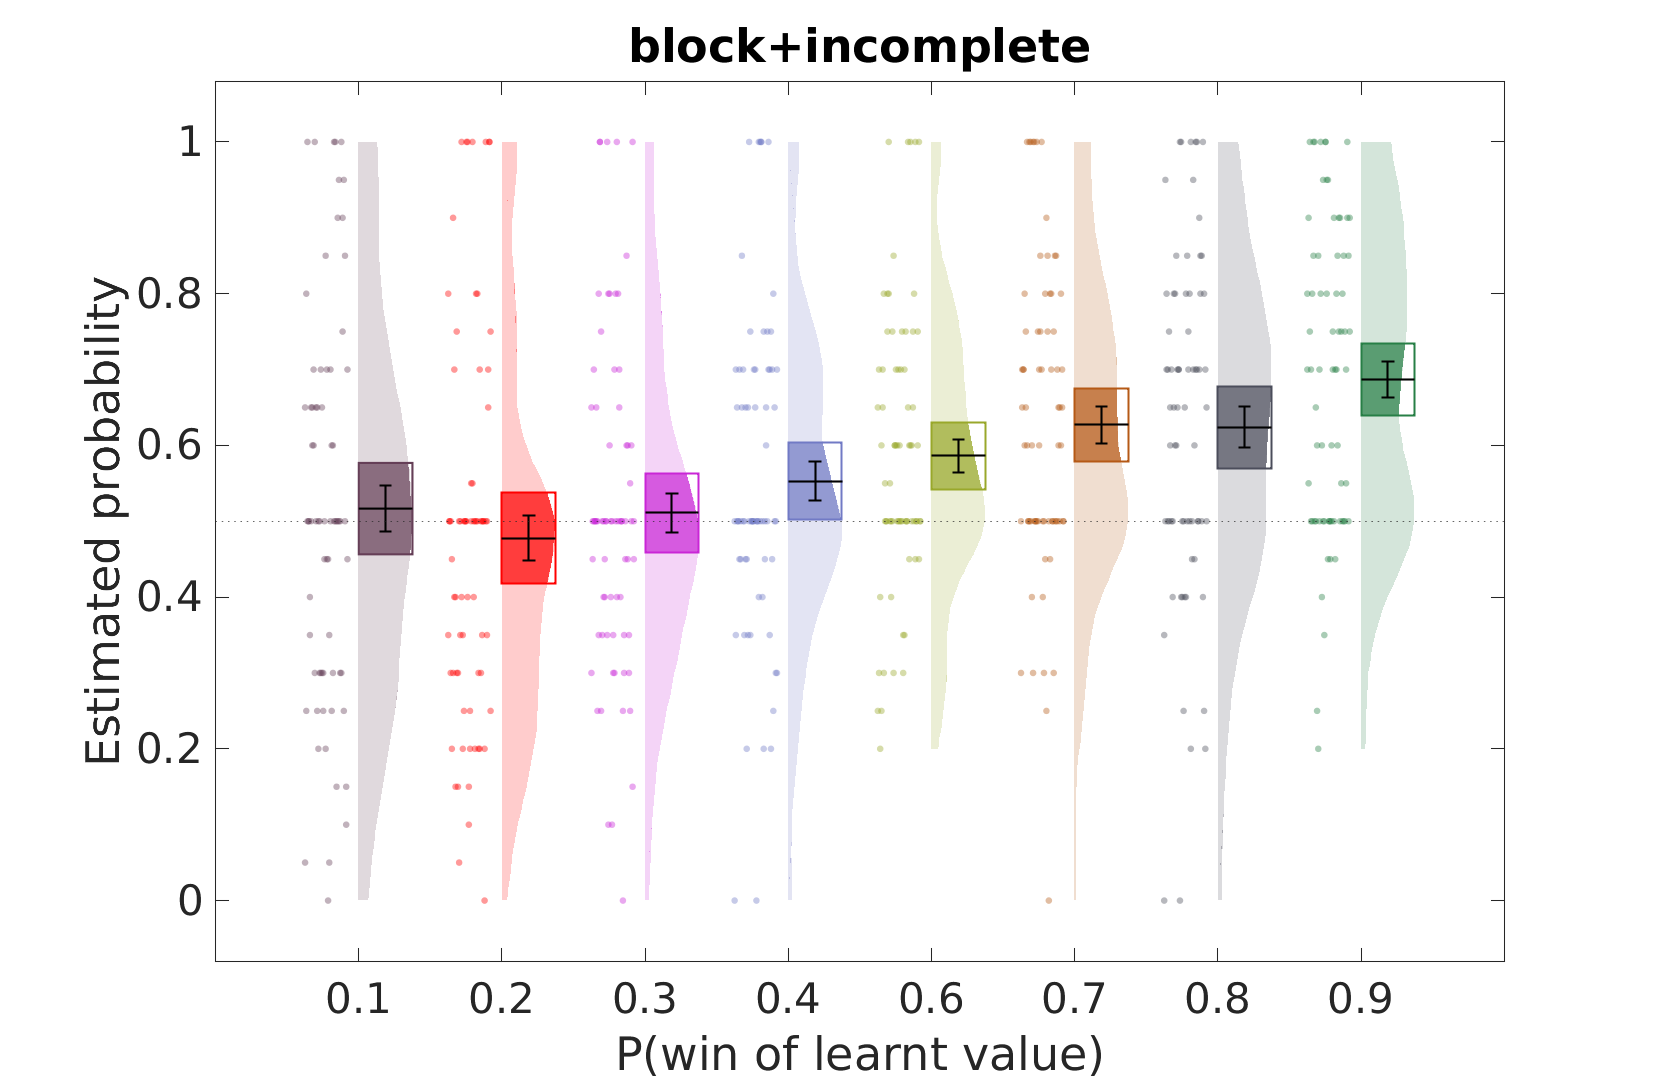 block+incomplete
Estimated probability
1
0.8
0.6
0.4
0.2
0
0.1 0.2 0.3 0.4 0.6 0.7 0.8 0.9
P(win of learnt value)